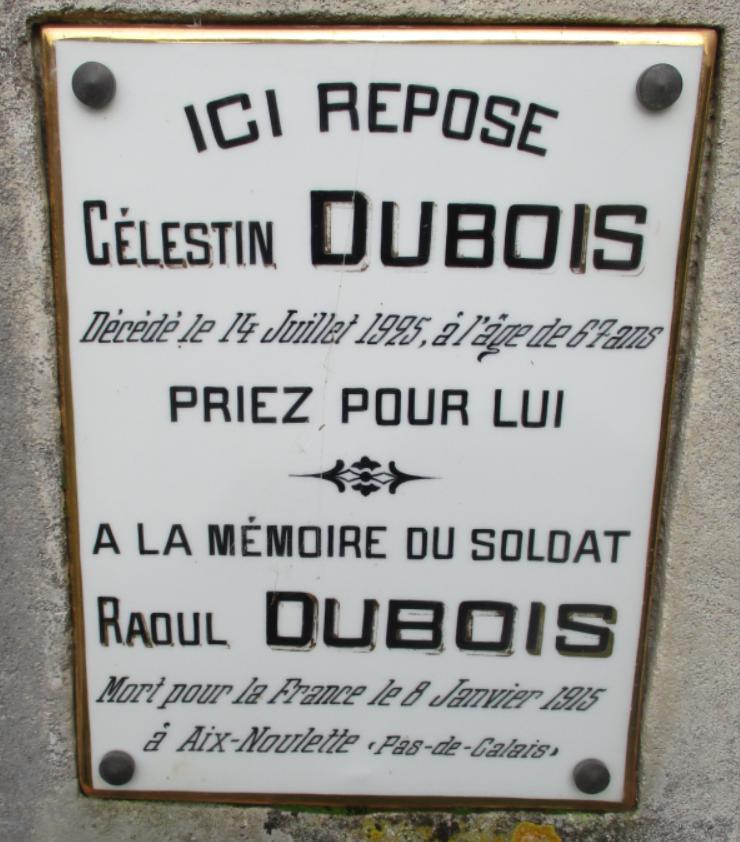 ICI REPOSE
CÉLESTIN DUBOIS
Décédé le 14 Juillet 1925, à l'âge de 67 ans
PRIEZ POUR LUI
A LA MÉMOIRE DU SOLDAT
RAOUL DUBOIS
Mort pour la France le 8 Janvier 1915
à Aix-Noulette «Pas-de-Calais»